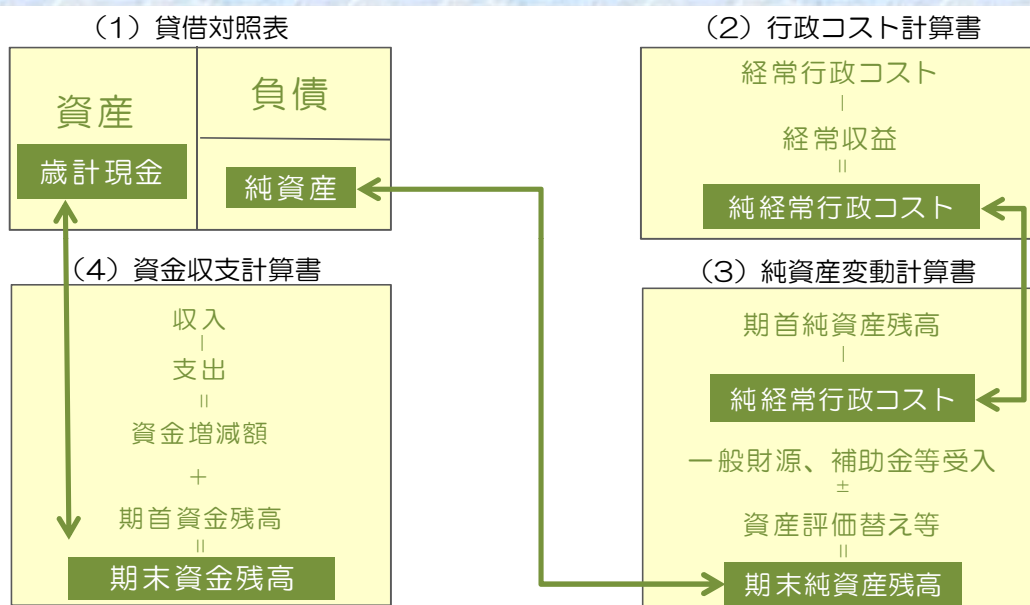 （1）貸借対照表
資産
歳計現金
負債
純資産
（2）行政コスト計算書
経常行政コスト
－
経常収益
＝
純経常行政コスト
（4）資金収支計算書
収入
－
支出
＝
資金増減額
＋
期首資金残高
＝
期末資金残高
（3）純資産変動計算書
期首純資産残高
－
純経常行政コスト
一般財源、補助金等受入
±
資産評価替え等
＝
期末純資産残高